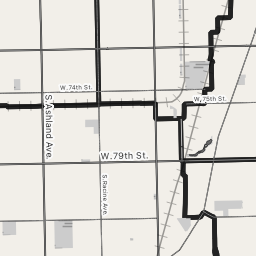 W. 74th St.
W. 75th St.
S. Ashland Ave.
W. 79th St.
S. Racine Ave.